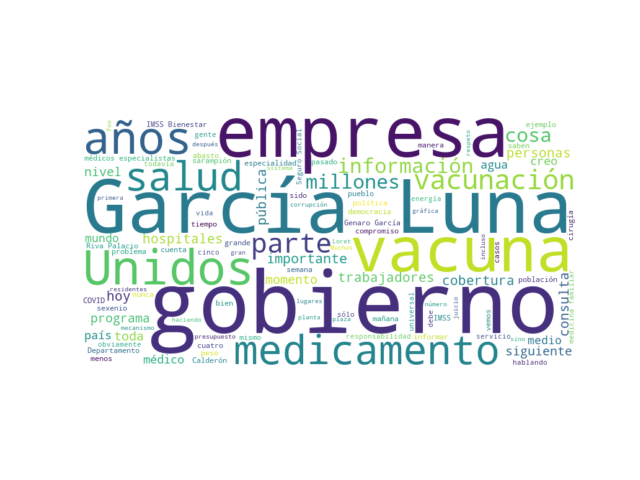 años
empresa
cosa
IMSS Bienestar
gente
Paz
después
abasto
sarampión
Seguro Social
manera
respeto
ejemplo
saben
personas
creo
médicos especialistas
todavía
especialidad
pasado
información
agua
nivel
salud
pública
millones
vacunación
García Luna
primera
vida
tiempo
sido
corrupción
pueblo
política
democracia
energía
gráfica
Genaro García
compromiso
cirugía
mundo
Riva Palacio
problema
hospitales
cuenta
cinco
grande
gran
parte
importante
Loret
vacuna
incluso
casos
Unidos
semana
momento
trabajadores
cobertura
población
consulta
residentes
COVID
hoy
nunca
sexenio
gobierno
bien
lugares
universal
número
IMSS
debe
juicio
servicio
programa
mecanismo
haciendo
planta
plaza
sólo
mañana
vemos
país
toda
presupuesto
mismo
responsabilidad
informar
sino
medio
obviamente
Departamento
menos
médico
cuatro
peso
Calderón
medicamento
siguiente
hablando
sistema